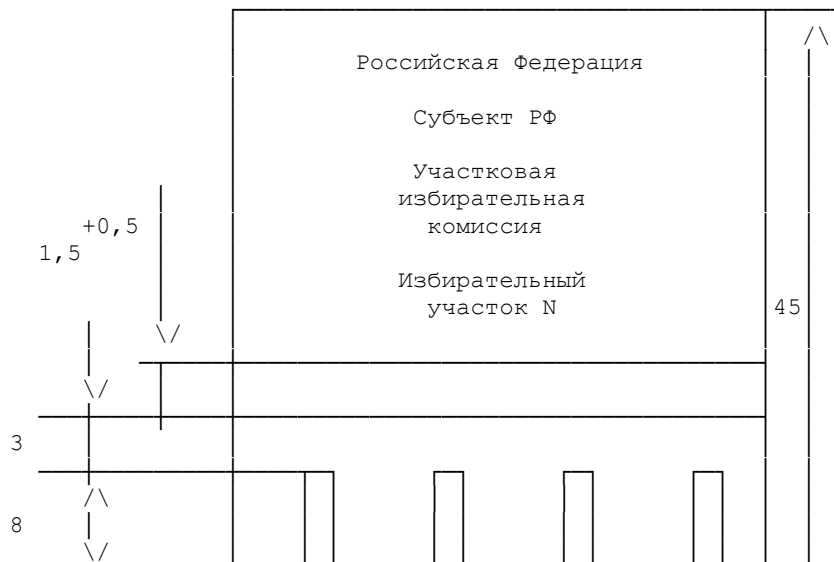 Российская Федерация
Субъект РФ
Участковая
избирательная
комиссия
+0,5
1,5
Избирательный
участок N
45
3
8